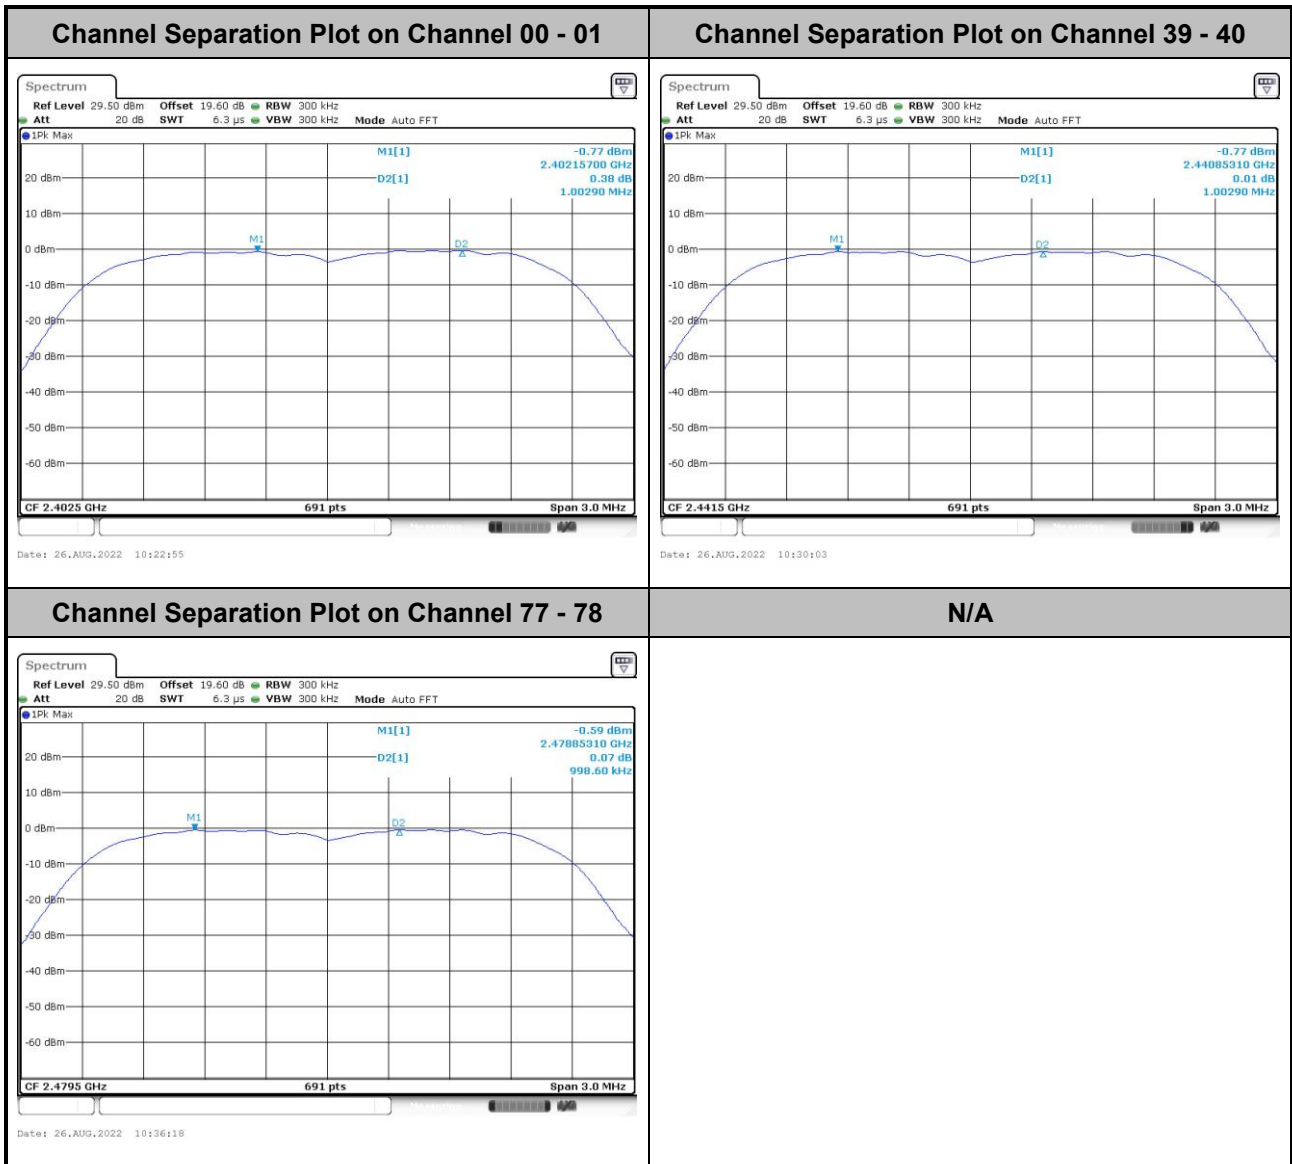 Channel Separation Plot on Channel 00 - 01
Spectrum
Ref Level 29.50 dBm Offset 19.60 dB RBW 300 kHz
Att 20 dB SWT 6.3 µs VBW 300 kHz Mode Auto FFT
1Pk Max
M1[1] -0.77 dBm
2.40215700 GHz
20 dBm D2[1] 0.38 dB
1.00290 MHz
10 dBm
M1
D2
0 dBm
-10 dBm
-20 dBm
-30 dBm
-40 dBm
-50 dBm
-60 dBm
CF 2.4025 GHz 691 pts Span 3.0 MHz
Date: 26.AUG.2022 10:22:55
Channel Separation Plot on Channel 39 - 40
Spectrum
Ref Level 29.50 dBm Offset 19.60 dB RBW 300 kHz
Att 20 dB SWT 6.3 µs VBW 300 kHz Mode Auto FFT
1Pk Max
M1[1] -0.77 dBm
2.44085310 GHz
20 dBm D2[1] 0.01 dB
1.00290 MHz
10 dBm
M1
D2
0 dBm
-10 dBm
-20 dBm
-30 dBm
-40 dBm
-50 dBm
-60 dBm
CF 2.4415 GHz 691 pts Span 3.0 MHz
Date: 26.AUG.2022 10:30:03
Channel Separation Plot on Channel 77 - 78
Spectrum
Ref Level 29.50 dBm Offset 19.60 dB RBW 300 kHz
Att 20 dB SWT 6.3 µs VBW 300 kHz Mode Auto FFT
1Pk Max
M1[1] -0.59 dBm
2.47885310 GHz
20 dBm D2[1] 0.07 dB
998.60 kHz
10 dBm
M1
D2
0 dBm
-10 dBm
-20 dBm
-30 dBm
-40 dBm
-50 dBm
-60 dBm
CF 2.4795 GHz 691 pts Span 3.0 MHz
Date: 26.AUG.2022 10:36:18
N/A